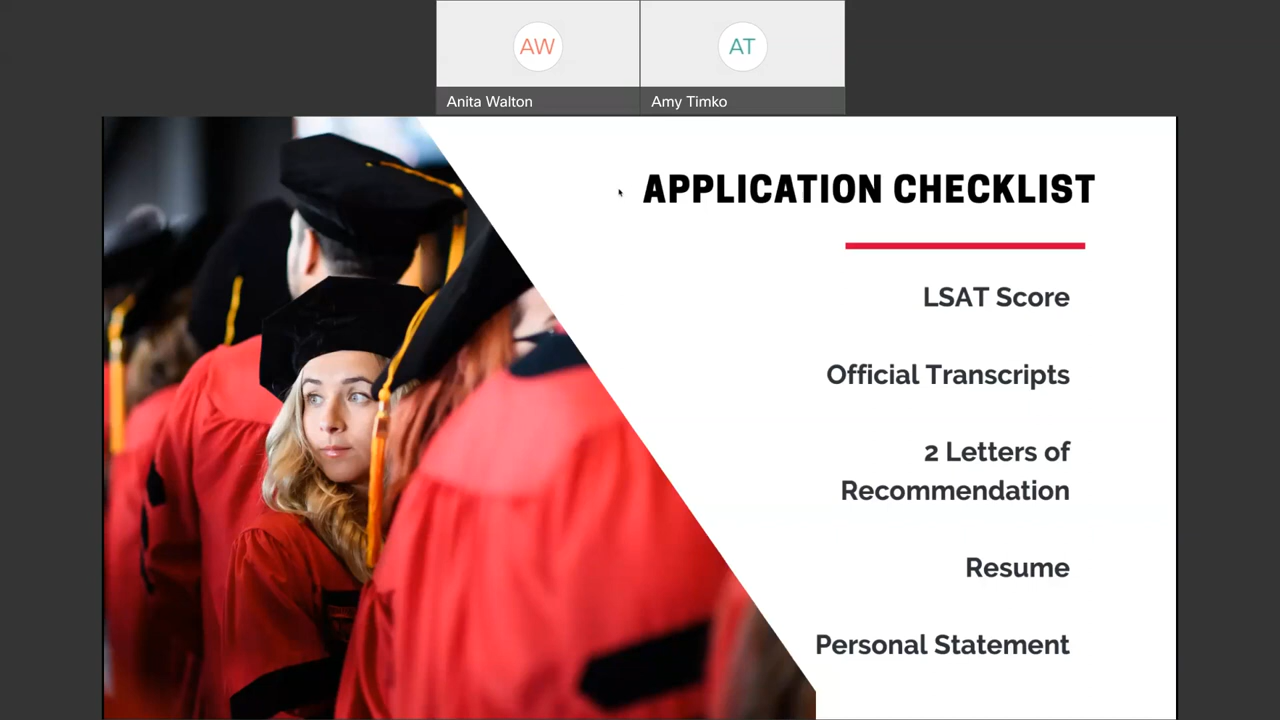 AW
AT
Anita Walton
Amy Timko
APPLICATION CHECKLIST
LSAT Score
Official Transcripts
2 Letters of
Recommendation
Resume
Personal Statement